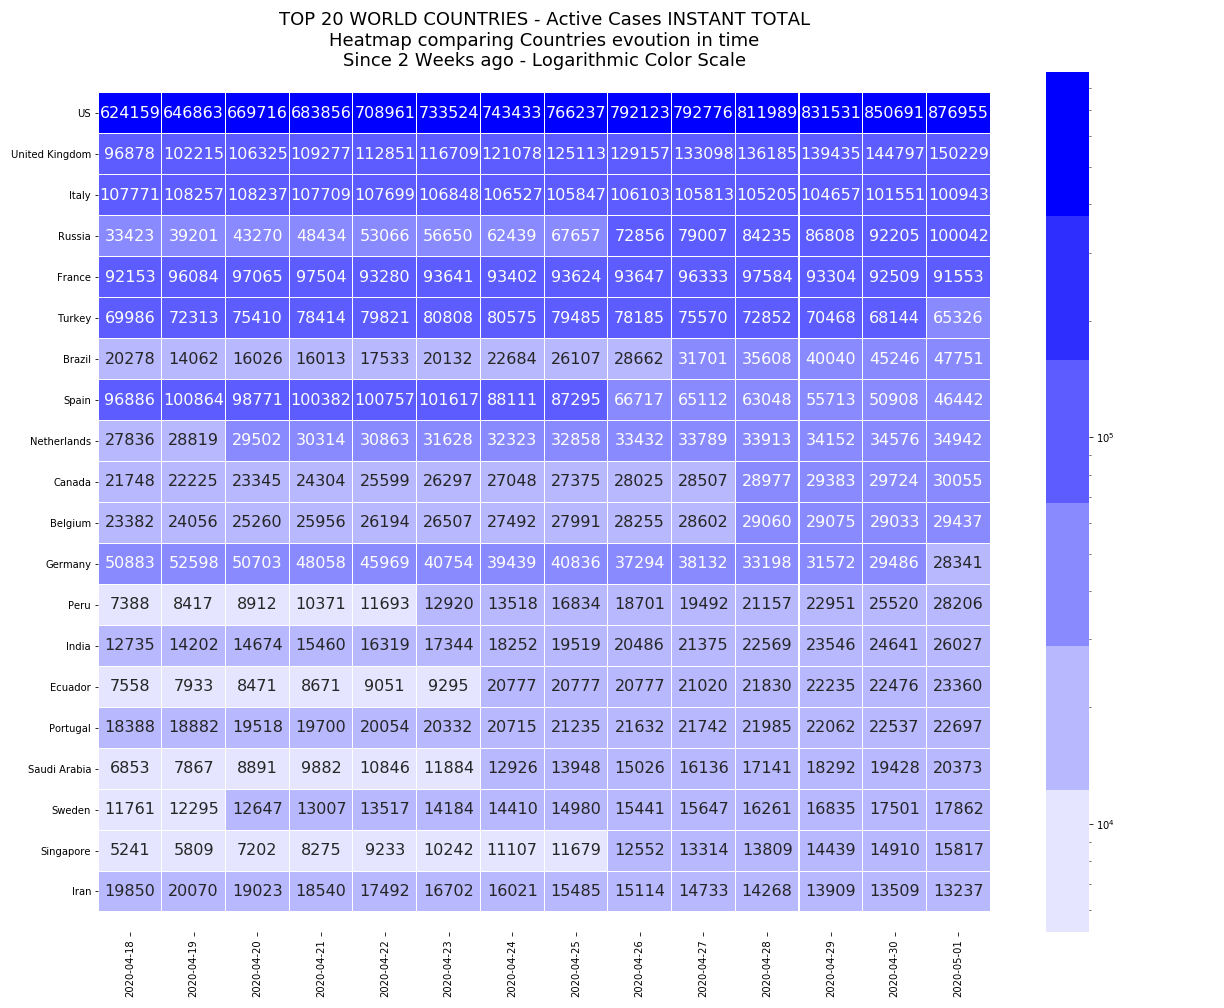 TOP 20 WORLD COUNTRIES - Active Cases INSTANT TOTAL
Heatmap comparing Countries evoution in time
Since 2 Weeks ago - Logarithmic Color Scale
US 624159 646863 669716 683856 708961 733524 743433 766237 792123 792776 811989 831531 850691 876955
United Kingdom 96878 102215 106325 109277 112851 116709 121078 125113 129157 133098 136185 139435 144797 150229
Italy 107771 108257 108237 107709 107699 106848 106527 105847 106103 105813 105205 104657 101551 100943
Russia 33423 39201 43270 48434 53066 56650 62439 67657 72856 79007 84235 86808 92205 100042
France 92153 96084 97065 97504 93280 93641 93402 93624 93647 96333 97584 93304 92509 91553
Turkey 69986 72313 75410 78414 79821 80808 80575 79485 78185 75570 72852 70468 68144 65326
Brazil 20278 14062 16026 16013 17533 20132 22684 26107 28662 31701 35608 40040 45246 47751
Spain 96886 100864 98771 100382 100757 101617 88111 87295 66717 65112 63048 55713 50908 46442
Netherlands 27836 28819 29502 30314 30863 31628 32323 32858 33432 33789 33913 34152 34576 34942
Canada 21748 22225 23345 24304 25599 26297 27048 27375 28025 28507 28977 29383 29724 30055
Belgium 23382 24056 25260 25956 26194 26507 27492 27991 28255 28602 29060 29075 29033 29437
Germany 50883 52598 50703 48058 45969 40754 39439 40836 37294 38132 33198 31572 29486 28341
Peru 7388 8417 8912 10371 11693 12920 13518 16834 18701 19492 21157 22951 25520 28206
India 12735 14202 14674 15460 16319 17344 18252 19519 20486 21375 22569 23546 24641 26027
Ecuador 7558 7933 8471 8671 9051 9295 20777 20777 20777 21020 21830 22235 22476 23360
Portugal 18388 18882 19518 19700 20054 20332 20715 21235 21632 21742 21985 22062 22537 22697
Saudi Arabia 6853 7867 8891 9882 10846 11884 12926 13948 15026 16136 17141 18292 19428 20373
Sweden 11761 12295 12647 13007 13517 14184 14410 14980 15441 15647 16261 16835 17501 17862
Singapore 5241 5809 7202 8275 9233 10242 11107 11679 12552 13314 13809 14439 14910 15817
Iran 19850 20070 19023 18540 17492 16702 16021 15485 15114 14733 14268 13909 13509 13237
2020-04-18 2020-04-19 2020-04-20 2020-04-21 2020-04-22 2020-04-23 2020-04-24 2020-04-25 2020-04-26 2020-04-27 2020-04-28 2020-04-29 2020-04-30 2020-05-01
10⁵
10⁴